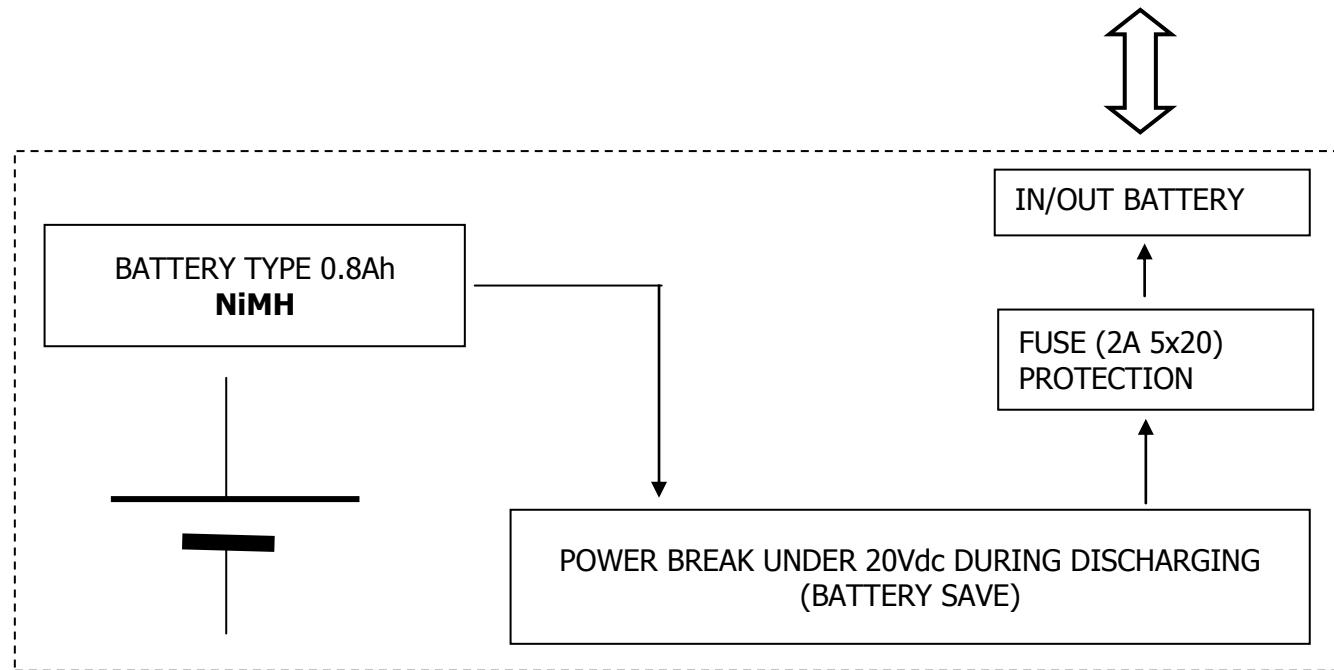 IN/OUT BATTERY
BATTERY TYPE 0.8Ah
NiMH
FUSE (2A 5x20)
PROTECTION
POWER BREAK UNDER 20Vdc DURING DISCHARGING
(BATTERY SAVE)